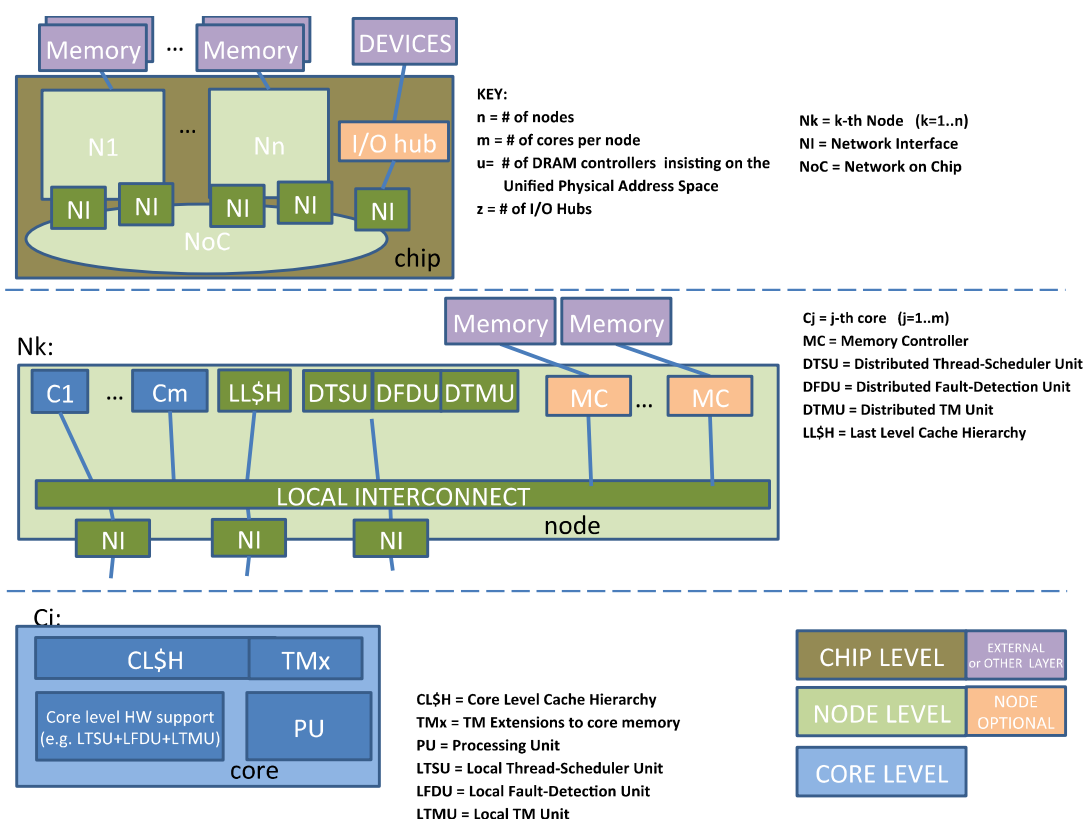 Memory ... Memory DEVICES
N1 ... Nn I/O hub
NI NI NI NI NI
NoC
chip
KEY:
n = # of nodes
m = # of cores per node
u= # of DRAM controllers insisting on the
Unified Physical Address Space
z = # of I/O Hubs
Nk = k-th Node (k=1..n)
NI = Network Interface
NoC = Network on Chip
Memory Memory
Nk:
C1 ... Cm LL$H DTSU DFDU DTMU MC ... MC
LOCAL INTERCONNECT
node
NI NI NI
Cj = j-th core (j=1..m)
MC = Memory Controller
DTSU = Distributed Thread-Scheduler Unit
DFDU = Distributed Fault-Detection Unit
DTMU = Distributed TM Unit
LL$H = Last Level Cache Hierarchy
Cj:
CL$H TMx
Core level HW support
(e.g. LTSU+LFDU+LTMU)
PU
core
CL$H = Core Level Cache Hierarchy
TMx = TM Extensions to core memory
PU = Processing Unit
LTSU = Local Thread-Scheduler Unit
LFDU = Local Fault-Detection Unit
LTMU = Local TM Unit
CHIP LEVEL
EXTERNAL
or OTHER LAYER
NODE LEVEL
NODE
OPTIONAL
CORE LEVEL